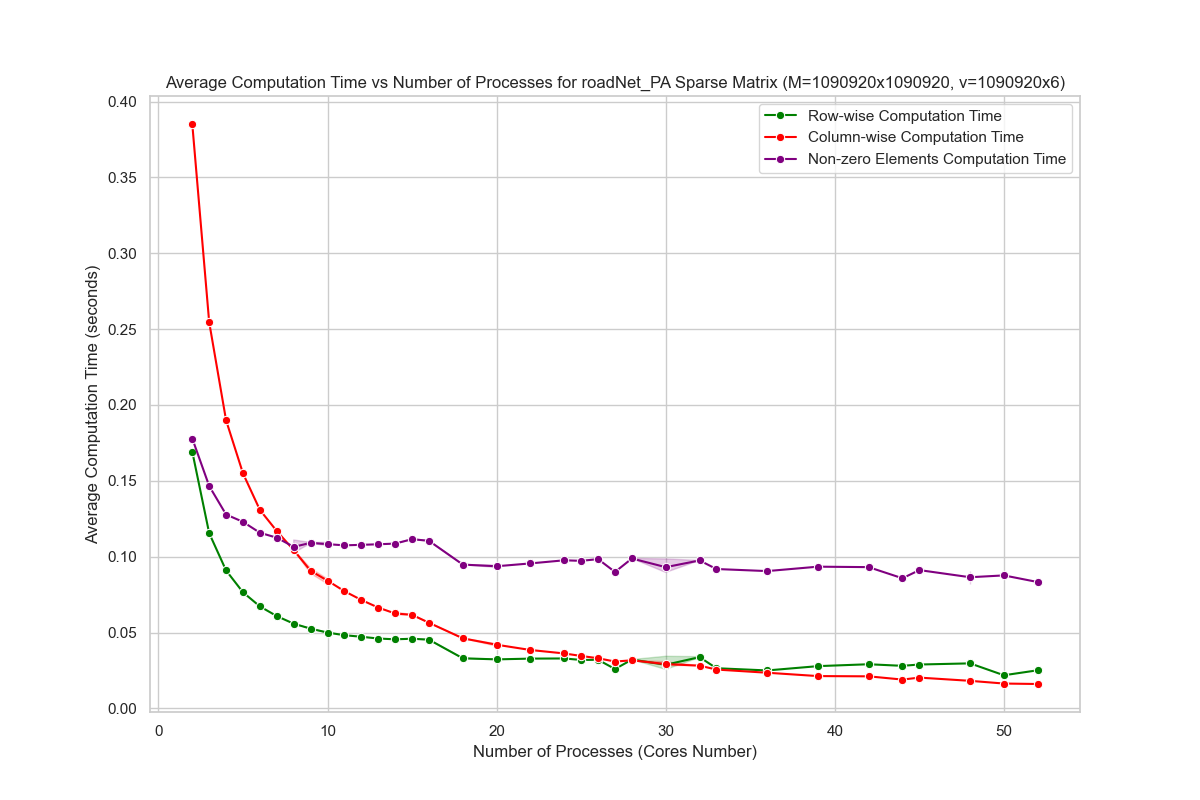 Average Computation Time vs Number of Processes for roadNet_PA Sparse Matrix (M=1090920x1090920, v=1090920x6)
Row-wise Computation Time
Column-wise Computation Time
Non-zero Elements Computation Time
Average Computation Time (seconds)
0.40
0.35
0.30
0.25
0.20
0.15
0.10
0.05
0.00
0 10 20 30 40 50
Number of Processes (Cores Number)